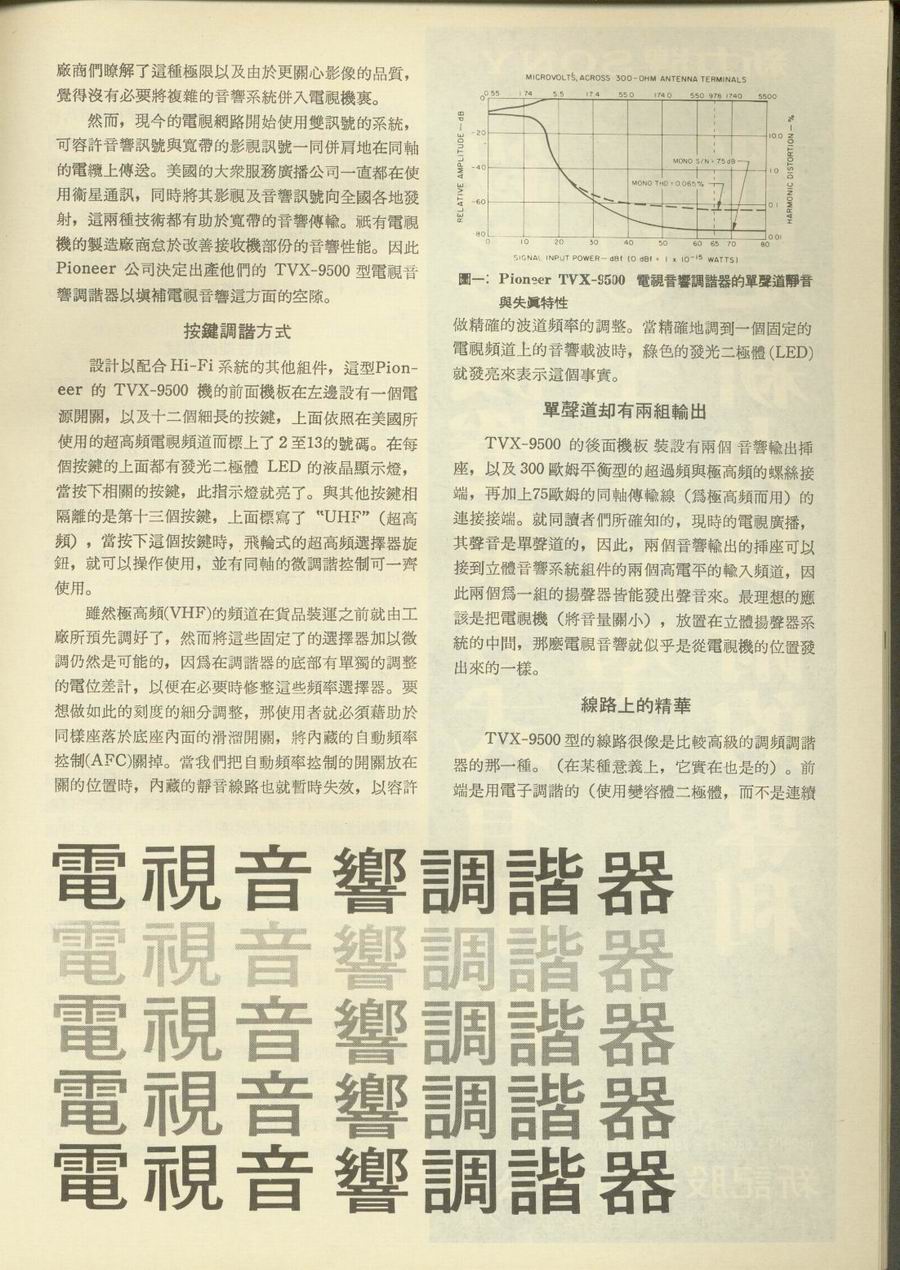 廠商們瞭解了這種極限以及由於更關心影像的品質，
覺得沒有必要將複雜的音響系統併入電視機裏。
然而，現今的電視網路開始使用雙訊號的系統，
可容許音響訊號與寬帶的影視訊號一同併肩地在同軸
的電纜上傳送。美國的大衆服務廣播公司一直都在使
用衞星通訊，同時將其影視及音響訊號向全國各地發
射，這兩種技術都有助於寬帶的音響傳輸。祇有電視
機的製造廠商怠於改善接收機部份的音響性能。因此
Pioneer 公司決定出產他們的 TVX-9500 型電視音
響調諧器以塡補電視音響這方面的空隙。
按鍵調諧方式
設計以配合 Hi-Fi 系統的其他組件，這型Pion-
eer 的 TVX-9500 機的前面機板在左邊設有一個電
源開關，以及十二個細長的按鍵，上面依照在美國所
使用的超高頻電視頻道而標上了 2 至13的號碼。在每
個按鍵的上面都有發光二極體 LED 的液晶顯示燈，
當按下相關的按鍵，此指示燈就亮了。與其他按鍵相
隔離的是第十三個按鍵，上面標寫了 “UHF”（超高
頻），當按下這個按鍵時，飛輪式的超高頻選擇器旋
鈕，就可以操作使用，並有同軸的微調諧控制可一齊
使用。
雖然極高頻(VHF)的頻道在貨品裝運之前就由工
廠所預先調好了，然而將這些固定了的選擇器加以微
調仍然是可能的，因爲在調諧器的底部有單獨的調整
的電位差計，以便在必要時修整這些頻率選擇器。要
想做如此的刻度的細分調整，那使用者就必須藉助於
同樣座落於底座內面的滑溜開關，將內藏的自動頻率
控制(AFC)關掉。當我們把自動頻率控制的開關放在
關的位置時，內藏的靜音線路也就暫時失效，以容許
MICROVOLTS, ACROSS 300-OHM ANTENNA TERMINALS
0.55 1.74 5.5 17.4 55.0 174.0 550 978 1740 5500
RELATIVE AMPLITUDE — dB
0
-20
-40
-60
80
10.0
1.0
0.1
0.01
HARMONIC DISTORTION — %
MONO S/N = 75dB
MONO THD = 0.065%
0 10 20 30 40 50 60 65 70 80
SIGNAL INPUT POWER — dBf (0 dBf = 1 x 10⁻¹⁵ WATTS)
圖一：Pioneer TVX-9500 電視音響調諧器的單聲道靜音
與失眞特性
做精確的波道頻率的調整。當精確地調到一個固定的
電視頻道上的音響載波時，綠色的發光二極體 (LED)
就發亮來表示這個事實。
單聲道却有兩組輸出
TVX-9500 的後面機板 裝設有兩個 音響輸出揷
座，以及 300 歐姆平衡型的超過頻與極高頻的螺絲接
端，再加上75歐姆的同軸傳輸線（爲極高頻而用）的
連接接端。就同讀者們所確知的，現時的電視廣播，
其聲音是單聲道的，因此，兩個音響輸出的揷座可以
接到立體音響系統組件的兩個高電平的輸入頻道，因
此兩個爲一組的揚聲器皆能發出聲音來。最理想的應
該是把電視機（將音量關小），放置在立體揚聲器系
統的中間，那麽電視音響就似乎是從電視機的位置發
出來的一樣。
線路上的精華
TVX-9500 型的線路很像是比較高級的調頻調諧
器的那一種。（在某種意義上，它實在也是的）。前
端是用電子調諧的（使用變容體二極體，而不是連續
電視音響調諧器
電視音響調諧器
電視音響調諧器
電視音響調諧器
電視音響調諧器